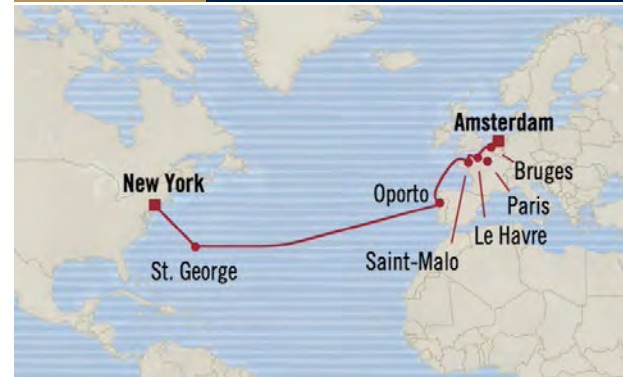 Amsterdam
Bruges
New York
Oporto
Paris
Le Havre
St. George
Saint-Malo